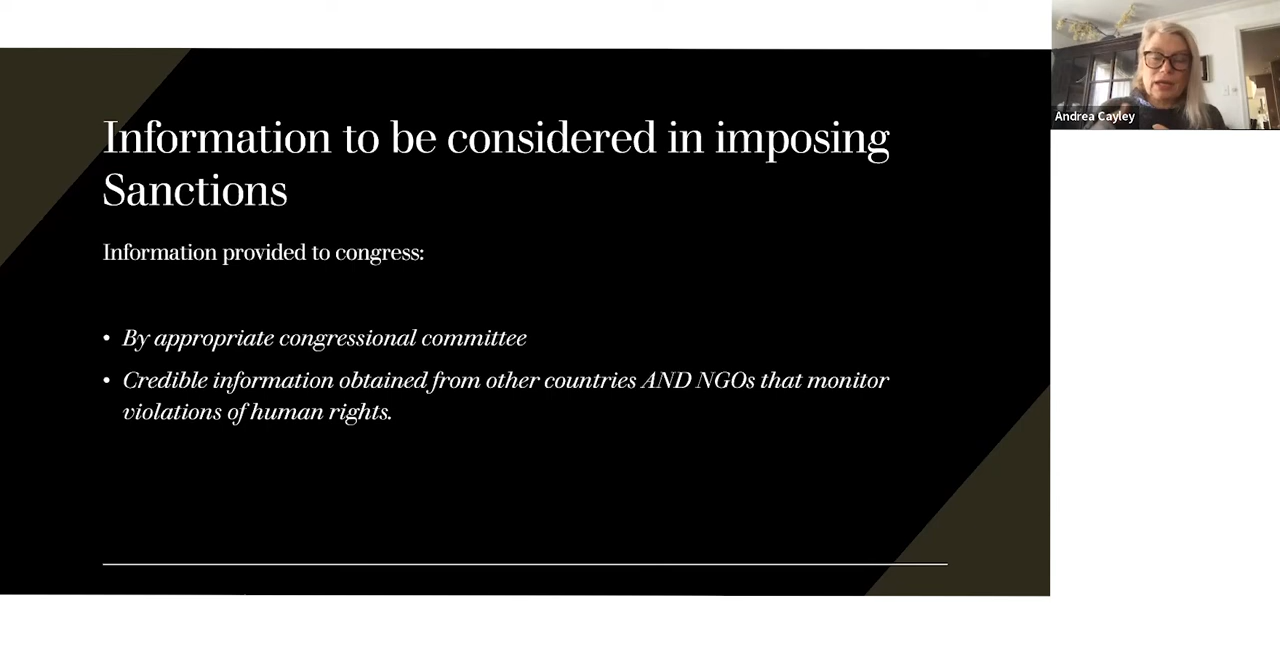 Information to be considered in imposing
Sanctions
Information provided to congress:
• By appropriate congressional committee
• Credible information obtained from other countries AND NGOs that monitor
violations of human rights.
Andrea Cayley